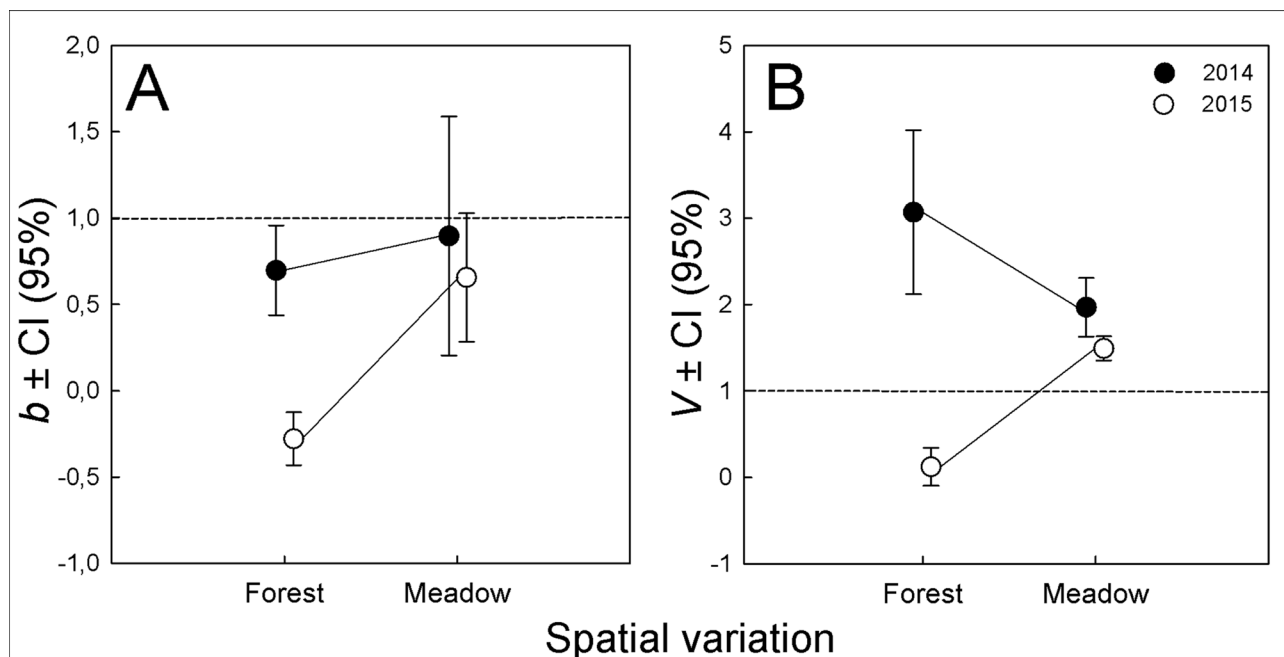 A
b ± CI (95%)
2,0
1,5
1,0
0,5
0,0
-0,5
-1,0
Forest
Meadow
B
2014
2015
V ± CI (95%)
5
4
3
2
1
0
-1
Forest
Meadow
Spatial variation